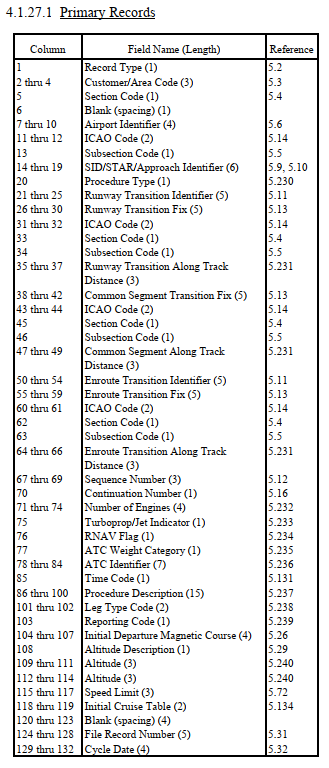 4.1.27.1 Primary Records
Column Field Name (Length) Reference
1 Record Type (1) 5.2
2 thru 4 Customer/Area Code (3) 5.3
5 Section Code (1) 5.4
6 Blank (spacing) (1)
7 thru 10 Airport Identifier (4) 5.6
11 thru 12 ICAO Code (2) 5.14
13 Subsection Code (1) 5.5
14 thru 19 SID/STAR/Approach Identifier (6) 5.9, 5.10
20 Procedure Type (1) 5.230
21 thru 25 Runway Transition Identifier (5) 5.11
26 thru 30 Runway Transition Fix (5) 5.13
31 thru 32 ICAO Code (2) 5.14
33 Section Code (1) 5.4
34 Subsection Code (1) 5.5
35 thru 37 Runway Transition Along Track 5.231
Distance (3)
38 thru 42 Common Segment Transition Fix (5) 5.13
43 thru 44 ICAO Code (2) 5.14
45 Section Code (1) 5.4
46 Subsection Code (1) 5.5
47 thru 49 Common Segment Along Track 5.231
Distance (3)
50 thru 54 Enroute Transition Identifier (5) 5.11
55 thru 59 Enroute Transition Fix (5) 5.13
60 thru 61 ICAO Code (2) 5.14
62 Section Code (1) 5.4
63 Subsection Code (1) 5.5
64 thru 66 Enroute Transition Along Track 5.231
Distance (3)
67 thru 69 Sequence Number (3) 5.12
70 Continuation Number (1) 5.16
71 thru 74 Number of Engines (4) 5.232
75 Turboprop/Jet Indicator (1) 5.233
76 RNAV Flag (1) 5.234
77 ATC Weight Category (1) 5.235
78 thru 84 ATC Identifier (7) 5.236
85 Time Code (1) 5.131
86 thru 100 Procedure Description (15) 5.237
101 thru 102 Leg Type Code (2) 5.238
103 Reporting Code (1) 5.239
104 thru 107 Initial Departure Magnetic Course (4) 5.26
108 Altitude Description (1) 5.29
109 thru 111 Altitude (3) 5.240
112 thru 114 Altitude (3) 5.240
115 thru 117 Speed Limit (3) 5.72
118 thru 119 Initial Cruise Table (2) 5.134
120 thru 123 Blank (spacing) (4)
124 thru 128 File Record Number (5) 5.31
129 thru 132 Cycle Date (4) 5.32